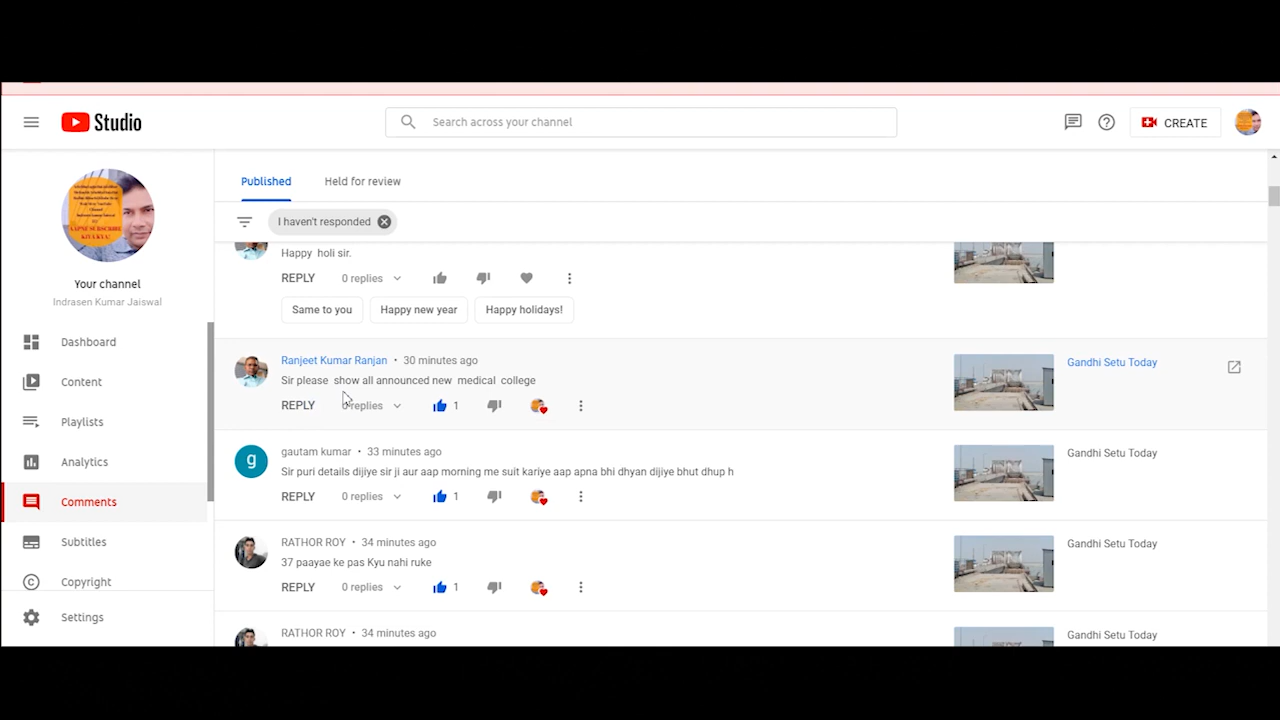 Studio
Search across your channel
CREATE
Your channel
Indrasen Kumar Jaiswal
Dashboard
Content
Playlists
Analytics
Comments
Subtitles
Copyright
Settings
Published
Held for review
I haven't responded
Happy holi sir.
REPLY 0 replies
Same to you
Happy new year
Happy holidays!
Ranjeet Kumar Ranjan • 30 minutes ago
Sir please show all announced new medical college
REPLY 0 replies 1
Gandhi Setu Today
g
gautam kumar • 33 minutes ago
Sir puri details dijiye sir ji aur aap morning me suit kariye aap apna bhi dhyan dijiye bhut dhup h
REPLY 0 replies 1
Gandhi Setu Today
RATHOR ROY • 34 minutes ago
37 paayae ke pas Kyu nahi ruke
REPLY 0 replies 1
Gandhi Setu Today
RATHOR ROY • 34 minutes ago
Gandhi Setu Today